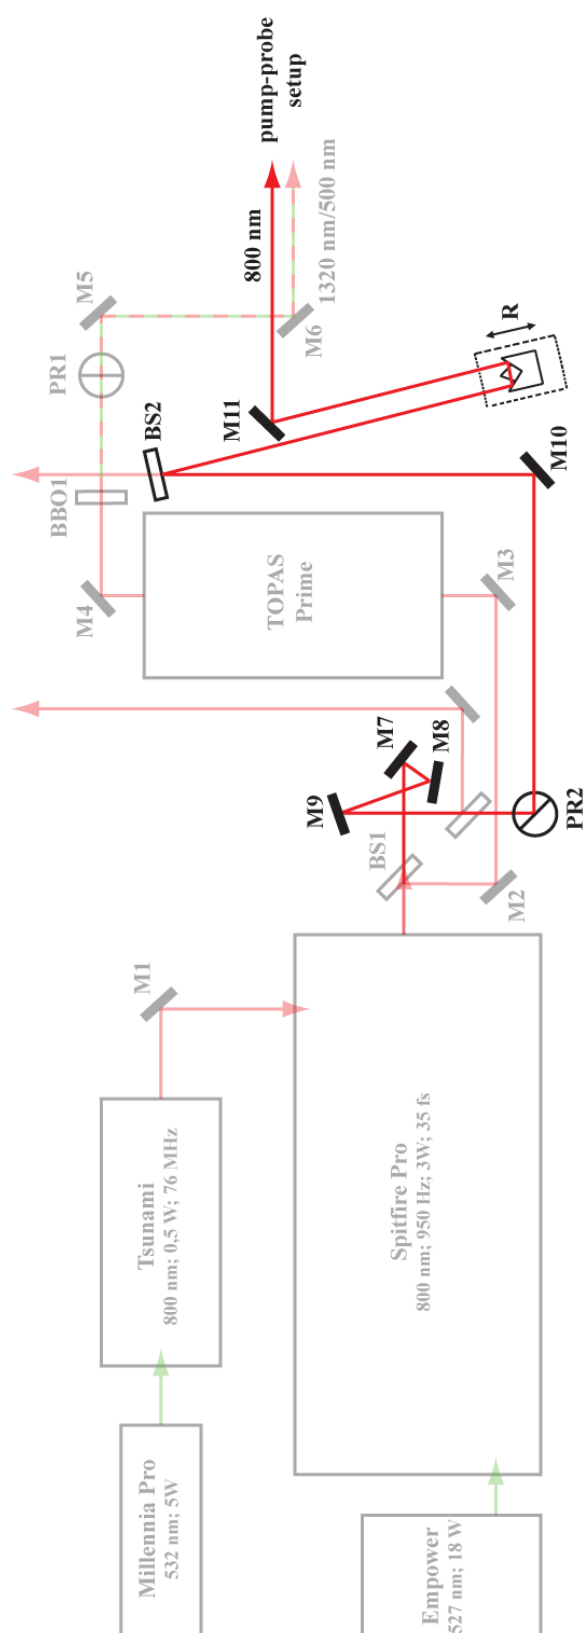 pump-probe
setup
800 nm
1320 nm/500 nm
M5
M6
PR1
R
BS2
M11
M10
BBO1
M4
TOPAS
Prime
M3
M7
M8
M9
PR2
BS1
M2
M1
Tsunami
800 nm; 0,5 W; 76 MHz
Spitfire Pro
800 nm; 950 Hz; 3W; 35 fs
Millennia Pro
532 nm; 5W
Empower
527 nm; 18 W